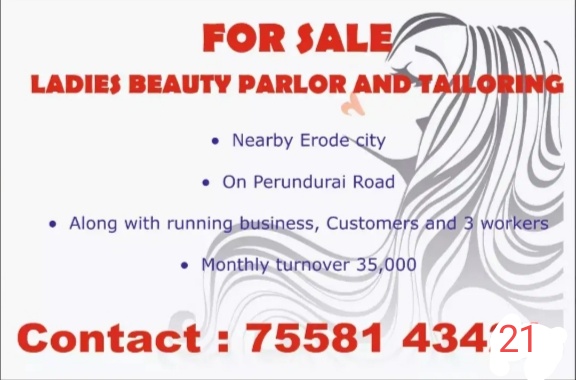 FOR SALE
LADIES BEAUTY PARLOR AND TAILORING
• Nearby Erode city
• On Perundurai Road
• Along with running business, Customers and 3 workers
• Monthly turnover 35,000
Contact : 75581 434 21